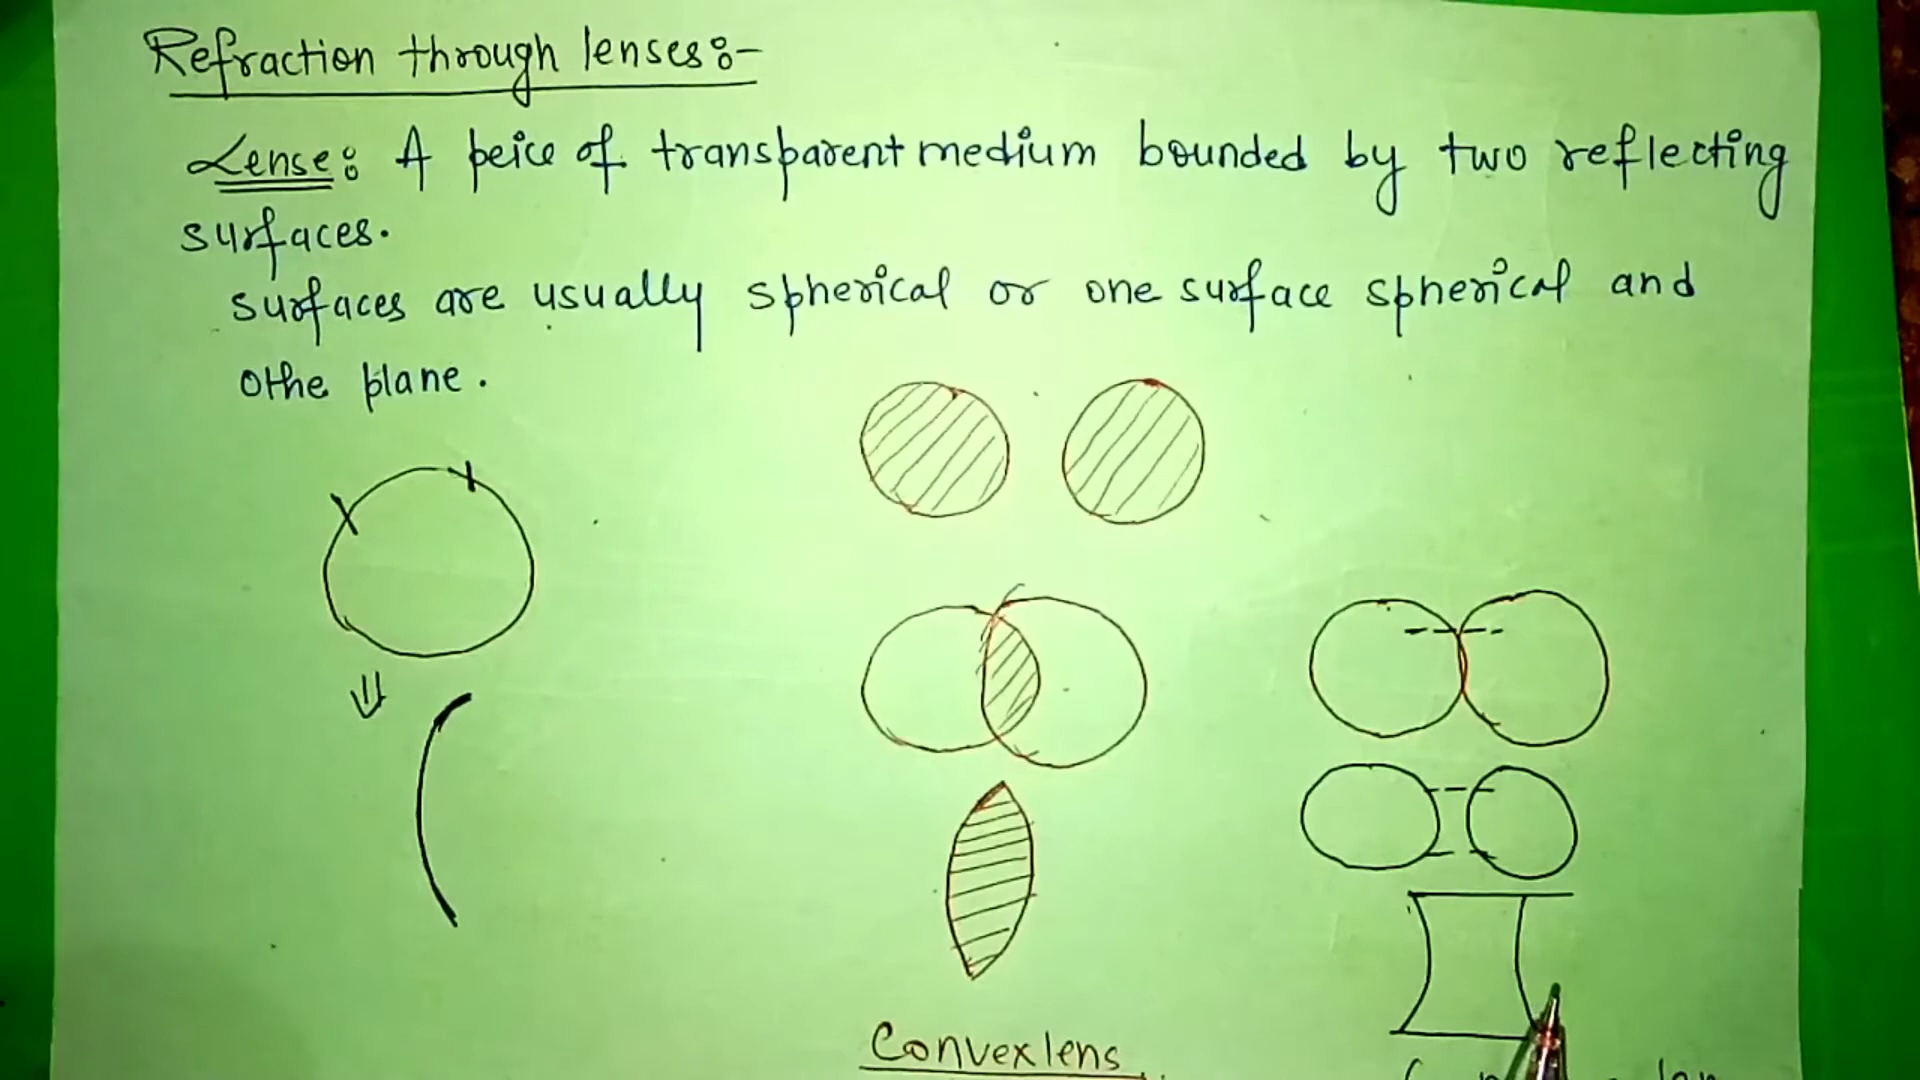 Refraction through lenses:-
Lense: A peice of transparent medium bounded by two reflecting
surfaces.
surfaces are usually spherical or one surface spherical and
othe plane.
Convex lens